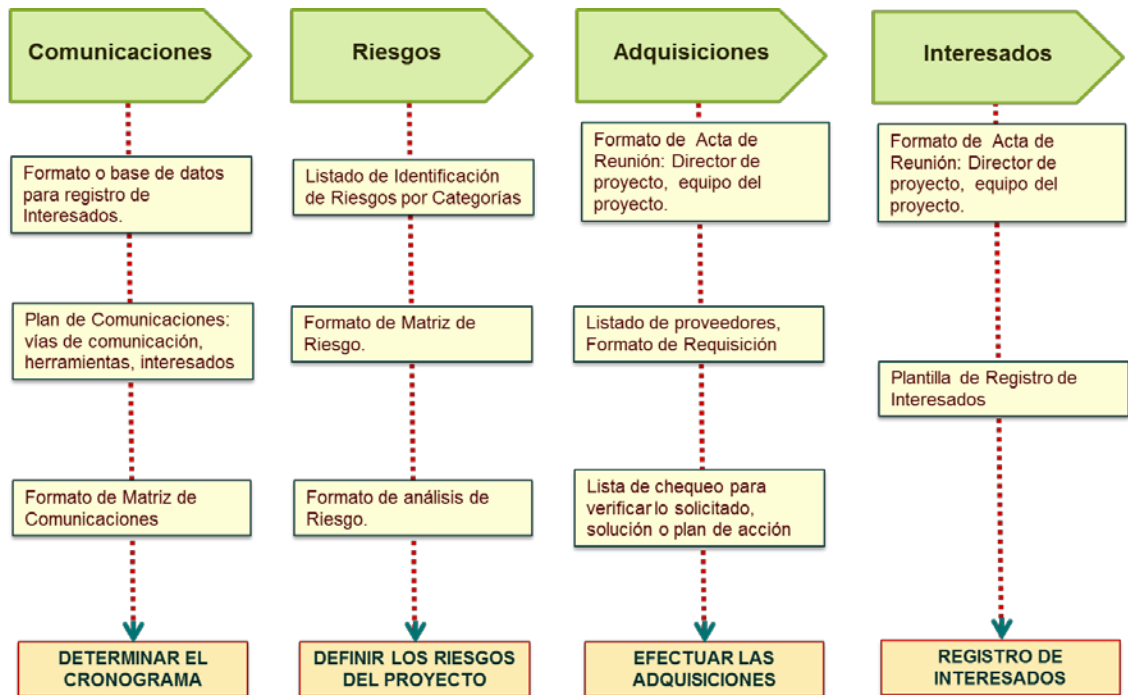 Comunicaciones
Formato o base de datos
para registro de
Interesados.
Plan de Comunicaciones:
vías de comunicación,
herramientas, interesados
Formato de Matriz de
Comunicaciones
DETERMINAR EL
CRONOGRAMA
Riesgos
Listado de Identificación
de Riesgos por Categorías
Formato de Matriz de
Riesgo.
Formato de análisis de
Riesgo.
DEFINIR LOS RIESGOS
DEL PROYECTO
Adquisiciones
Formato de Acta de
Reunión: Director de
proyecto, equipo del
proyecto.
Listado de proveedores,
Formato de Requisición
Lista de chequeo para
verificar lo solicitado,
solución o plan de acción
EFECTUAR LAS
ADQUISICIONES
Interesados
Formato de Acta de
Reunión: Director de
proyecto, equipo del
proyecto.
Plantilla de Registro de
Interesados
REGISTRO DE
INTERESADOS